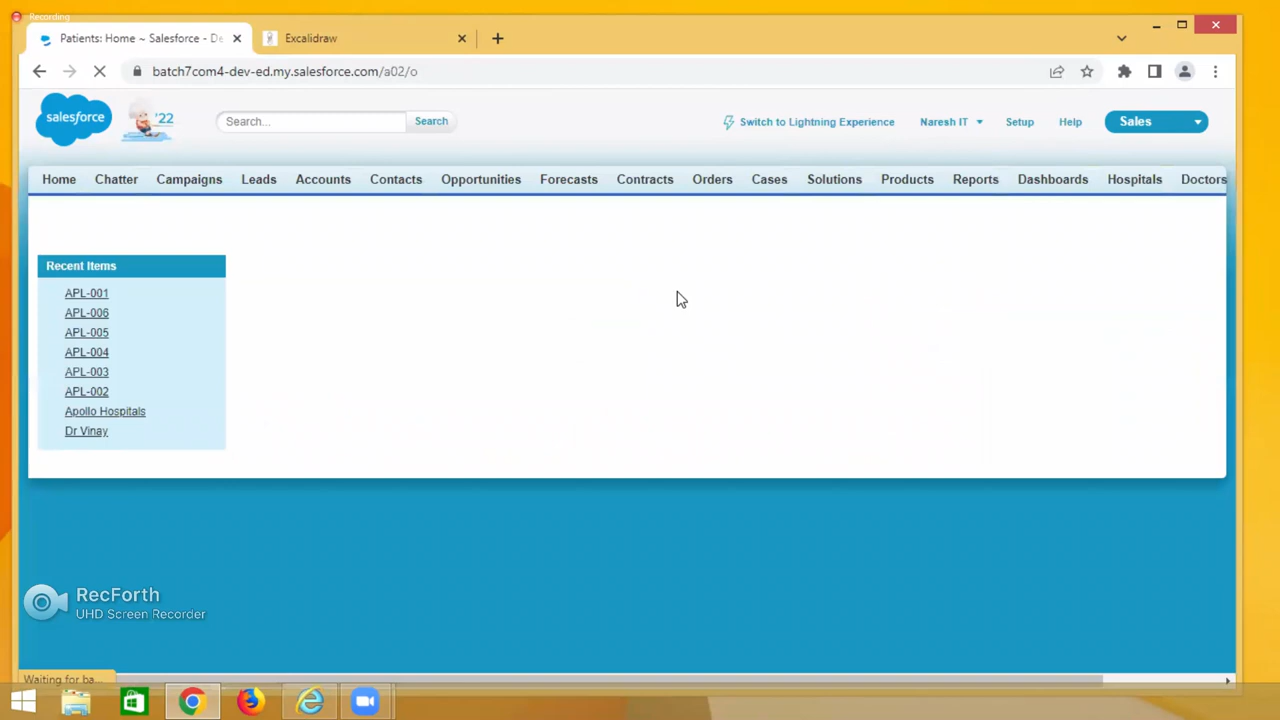 Recording
Patients: Home ~ Salesforce - De
Excalidraw
batch7com4-dev-ed.my.salesforce.com/a02/o
salesforce
'22
Search...
Search
Switch to Lightning Experience
Naresh IT
Setup
Help
Sales
Home
Chatter
Campaigns
Leads
Accounts
Contacts
Opportunities
Forecasts
Contracts
Orders
Cases
Solutions
Products
Reports
Dashboards
Hospitals
Doctors
Recent Items
APL-001
APL-006
APL-005
APL-004
APL-003
APL-002
Apollo Hospitals
Dr Vinay
RecForth
UHD Screen Recorder
Waiting for ba...